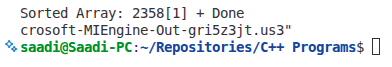 Sorted Array: 2358[1] + Done
crosoft-MIEngine-Out-gri5z3jt.us3"
saadi@Saadi-PC:~/Repositories/C++ Programs$